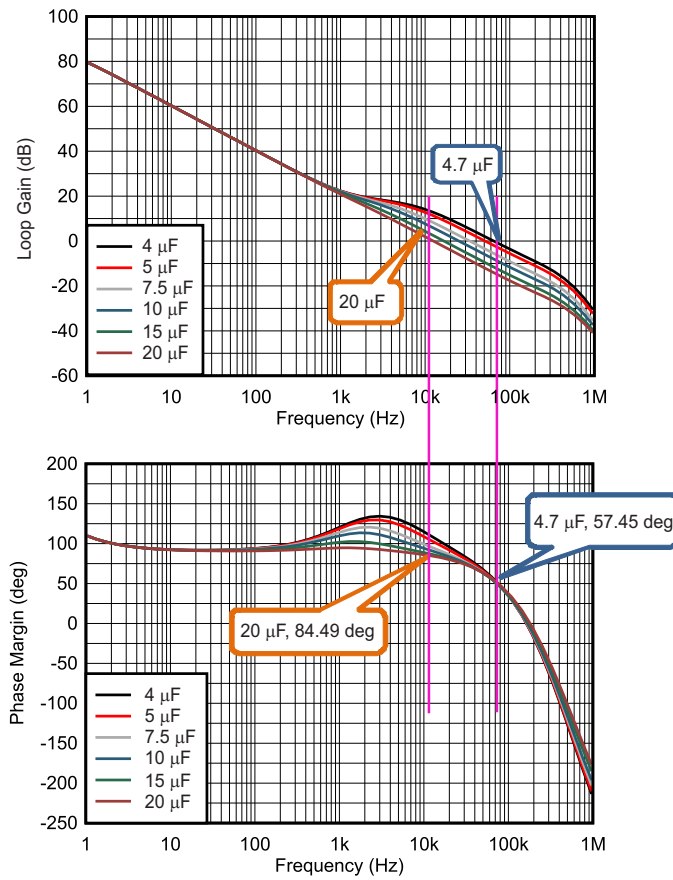 Loop Gain (dB)
100
80
60
40
20
0
-20
-40
-60
4.7 μF
20 μF
4 μF
5 μF
7.5 μF
10 μF
15 μF
20 μF
1 10 100 1k 10k 100k 1M
Frequency (Hz)
Phase Margin (deg)
200
150
100
50
0
-50
-100
-150
-200
-250
4.7 μF, 57.45 deg
20 μF, 84.49 deg
4 μF
5 μF
7.5 μF
10 μF
15 μF
20 μF
1 10 100 1k 10k 100k 1M
Frequency (Hz)